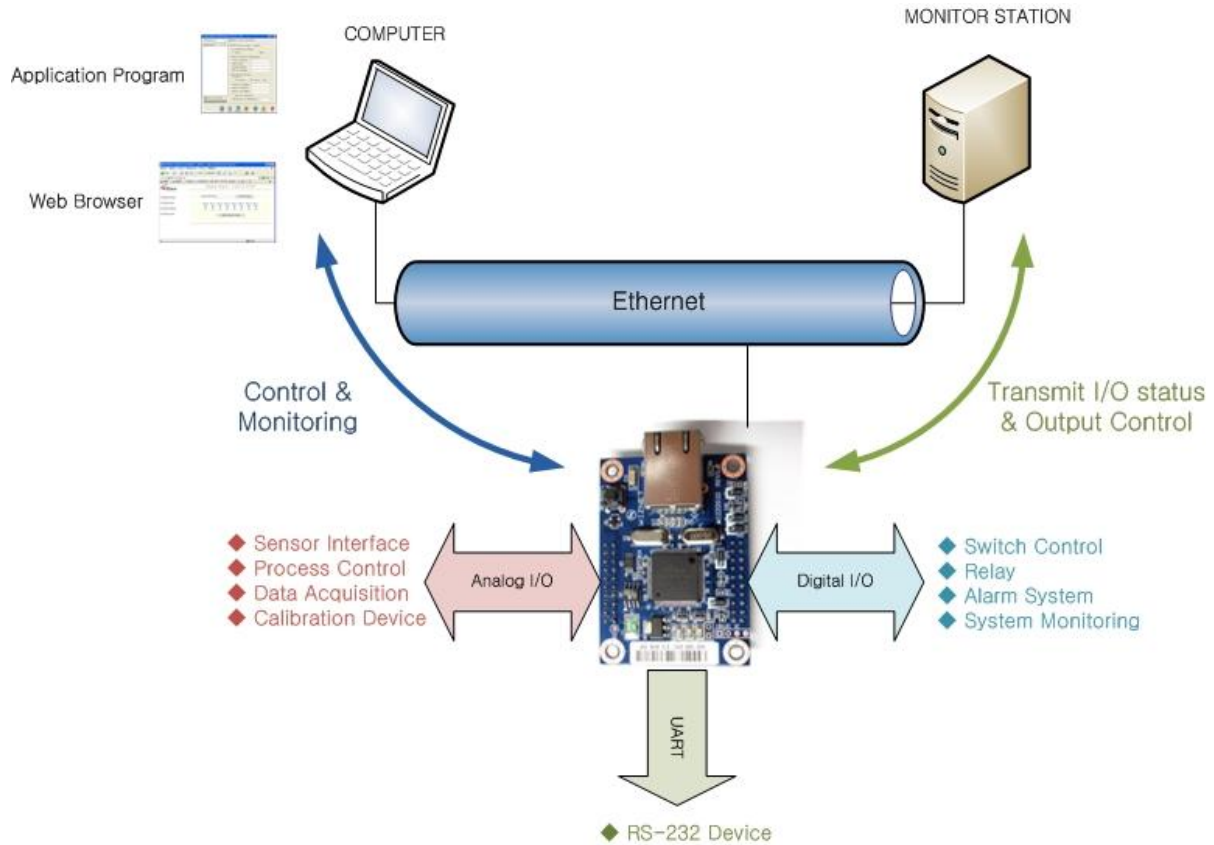 COMPUTER
MONITOR STATION
Application Program
Web Browser
Ethernet
Control &
Monitoring
Transmit I/O status
& Output Control
◆ Sensor Interface
◆ Process Control
◆ Data Acquisition
◆ Calibration Device
Analog I/O
Digital I/O
◆ Switch Control
◆ Relay
◆ Alarm System
◆ System Monitoring
UART
◆ RS-232 Device